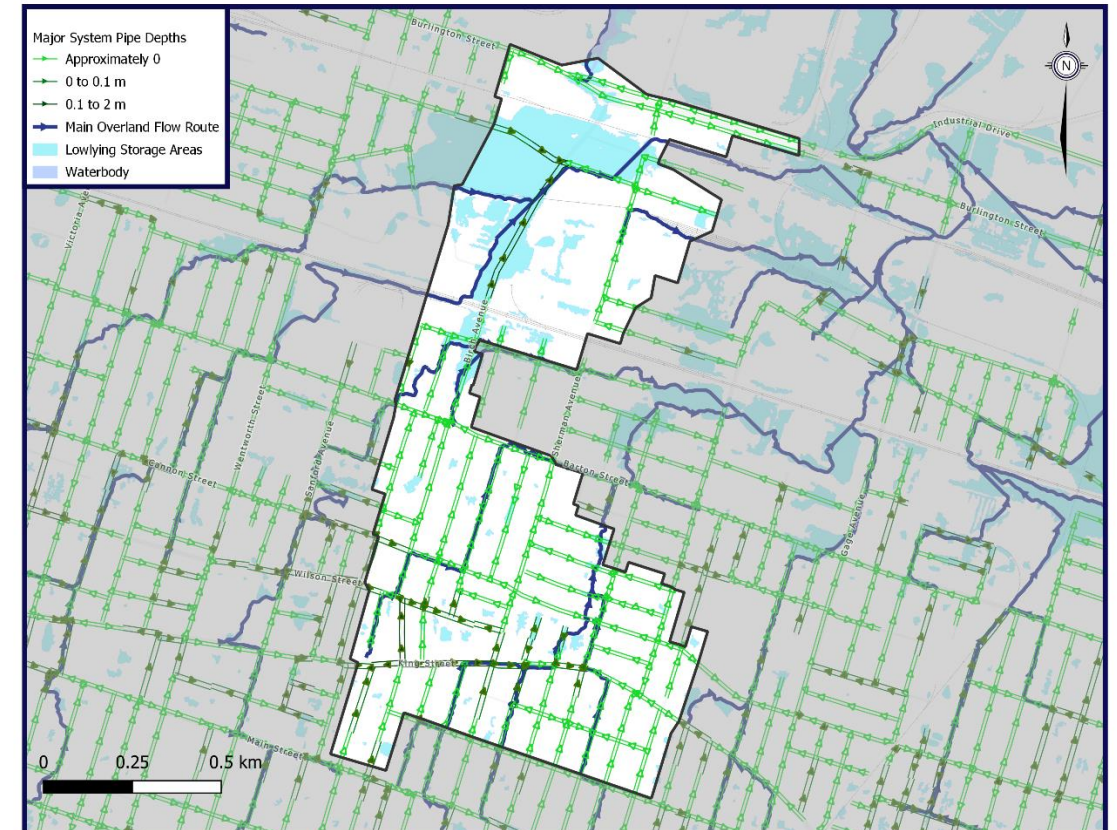 Major System Pipe Depths
Approximately 0
0 to 0.1 m
0.1 to 2 m
Main Overland Flow Route
Lowlying Storage Areas
Waterbody
Burlington Street
N
Industrial Drive
Burlington Street
Victoria Av
Birch Avenue
Sherman Avenue
Wentworth Street
Sanford Avenue
Cannon Street
Barton Street
Gage Avenue
Wilson Street
King Street
Main Street
0 0.25 0.5 km